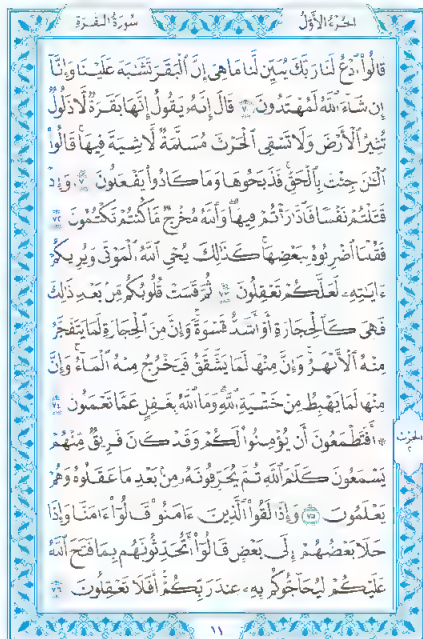 الجزء الأول سورة البقرة
قَالُوا۟ ٱدْعُ لَنَا رَبَّكَ يُبَيِّن لَّنَا مَا هِىَ إِنَّ ٱلْبَقَرَ تَشَٰبَهَ عَلَيْنَا وَإِنَّآ
إِن شَآءَ ٱللَّهُ لَمُهْتَدُونَ ٧٠ قَالَ إِنَّهُۥ يَقُولُ إِنَّهَا بَقَرَةٌ لَّا ذَلُولٌ
تُثِيرُ ٱلْأَرْضَ وَلَا تَسْقِى ٱلْحَرْثَ مُسَلَّمَةٌ لَّا شِيَةَ فِيهَا ۚ قَالُوا۟
ٱلْـَٰٔنَ جِئْتَ بِٱلْحَقِّ ۚ فَذَبَحُوهَا وَمَا كَادُوا۟ يَفْعَلُونَ ٧١ وَإِذْ
قَتَلْتُمْ نَفْسًا فَٱدَّٰرَْٰٔتُمْ فِيهَا ۖ وَٱللَّهُ مُخْرِجٌ مَّا كُنتُمْ تَكْتُمُونَ ٧٢
فَقُلْنَا ٱضْرِبُوهُ بِبَعْضِهَا ۚ كَذَٰلِكَ يُحْىِ ٱللَّهُ ٱلْمَوْتَىٰ وَيُرِيكُمْ
ءَايَٰتِهِۦ لَعَلَّكُمْ تَعْقِلُونَ ٧٣ ثُمَّ قَسَتْ قُلُوبُكُم مِّنۢ بَعْدِ ذَٰلِكَ
فَهِىَ كَٱلْحِجَارَةِ أَوْ أَشَدُّ قَسْوَةً ۚ وَإِنَّ مِنَ ٱلْحِجَارَةِ لَمَا يَتَفَجَّرُ
مِنْهُ ٱلْأَنْهَٰرُ ۚ وَإِنَّ مِنْهَا لَمَا يَشَّقَّقُ فَيَخْرُجُ مِنْهُ ٱلْمَآءُ ۚ وَإِنَّ
مِنْهَا لَمَا يَهْبِطُ مِنْ خَشْيَةِ ٱللَّهِ ۗ وَمَا ٱللَّهُ بِغَٰفِلٍ عَمَّا تَعْمَلُونَ ٧٤
۞ أَفَتَطْمَعُونَ أَن يُؤْمِنُوا۟ لَكُمْ وَقَدْ كَانَ فَرِيقٌ مِّنْهُمْ
الحزب ٢
يَسْمَعُونَ كَلَٰمَ ٱللَّهِ ثُمَّ يُحَرِّفُونَهُۥ مِنۢ بَعْدِ مَا عَقَلُوهُ وَهُمْ
يَعْلَمُونَ ٧٥ وَإِذَا لَقُوا۟ ٱلَّذِينَ ءَامَنُوا۟ قَالُوٓا۟ ءَامَنَّا وَإِذَا
خَلَا بَعْضُهُمْ إِلَىٰ بَعْضٍ قَالُوٓا۟ أَتُحَدِّثُونَهُم بِمَا فَتَحَ ٱللَّهُ
عَلَيْكُمْ لِيُحَآجُّوكُم بِهِۦ عِندَ رَبِّكُمْ ۚ أَفَلَا تَعْقِلُونَ ٧٦
١١